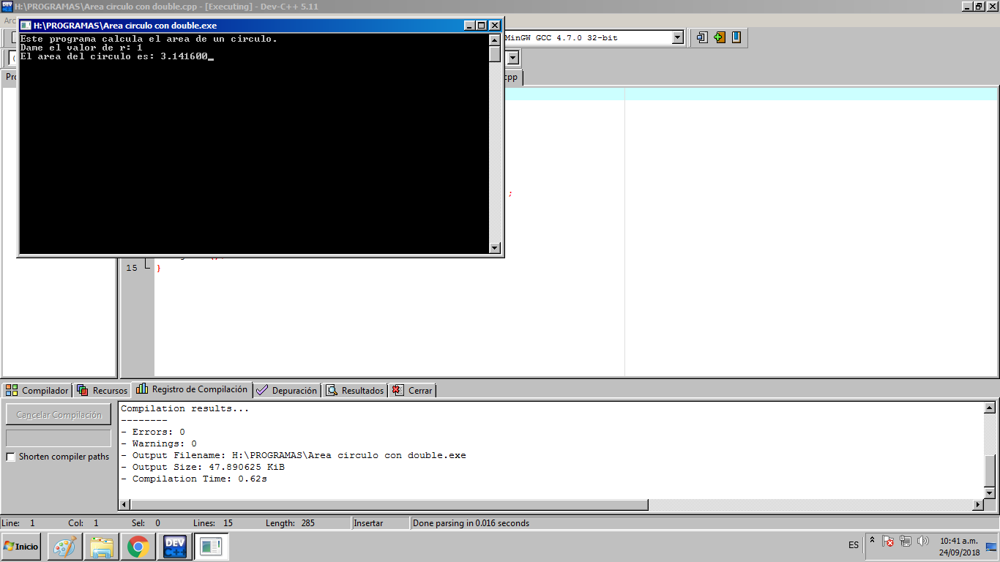 H:\PROGRAMAS\Area circulo con double.cpp - [Executing] - Dev-C++ 5.11
H:\PROGRAMAS\Area circulo con double.exe
Este programa calcula el area de un circulo.
Dame el valor de r: 1
El area del circulo es: 3.141600_
MinGW GCC 4.7.0 32-bit
cpp
;
15
}
Compilador
Recursos
Registro de Compilación
Depuración
Resultados
Cerrar
Cancelar Compilación
Shorten compiler paths
Compilation results...
--------
- Errors: 0
- Warnings: 0
- Output Filename: H:\PROGRAMAS\Area circulo con double.exe
- Output Size: 47.890625 KiB
- Compilation Time: 0.62s
Line: 1 Col: 1 Sel: 0 Lines: 15 Length: 285 Insertar Done parsing in 0.016 seconds
Inicio
DEV C++
ES
10:41 a.m.
24/09/2018